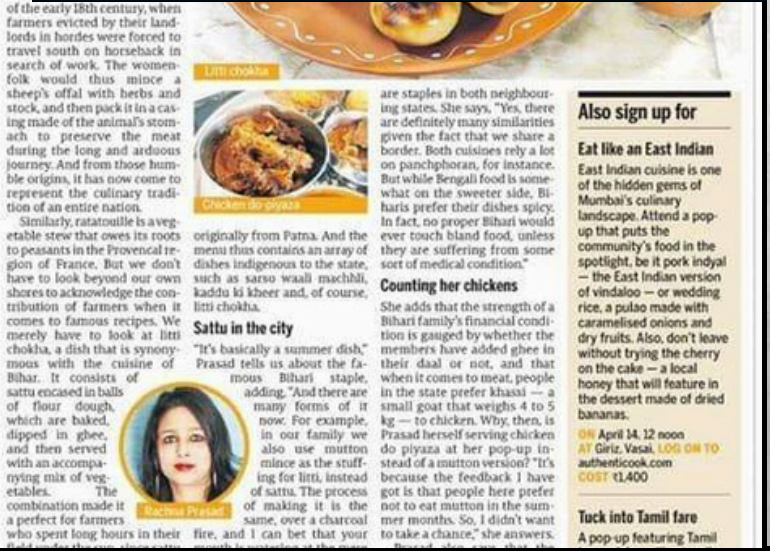 of the early 18th century, when
farmers evicted by their land-
lords in hordes were forced to
travel south on horseback in
search of work. The women-
folk would thus mince a
sheep's offal with herbs and
stock, and then pack it in a cas-
ing made of the animal's stom-
ach to preserve the meat
during the long and arduous
journey. And from those hum-
ble origins, it has now come to
represent the culinary tradi-
tion of an entire nation.
Similarly, ratatouille is a veg-
etable stew that owes its roots
to peasants in the Provencal re-
gion of France. But we don't
have to look beyond our own
shores to acknowledge the con-
tribution of farmers when it
comes to famous recipes. We
merely have to look at litti
chokha, a dish that is synony-
mous with the cuisine of
Bihar. It consists of
sattu encased in balls
of flour dough,
which are baked,
dipped in ghee,
and then served
with an accompa-
nying mix of veg-
etables. The
combination made it
a perfect for farmers
who spent long hours in their
field under the sun, since sattu
Litti chokha
Chicken do-piyaza
originally from Patna. And the
menu thus contains an array of
dishes indigenous to the state,
such as sarso waali machhli,
kaddu ki kheer and, of course,
litti chokha.
Sattu in the city
"It's basically a summer dish,"
Prasad tells us about the fa-
mous Bihari staple,
adding, "And there are
many forms of it
now. For example,
in our family we
also use mutton
mince as the stuff-
ing for litti, instead
of sattu. The process
of making it is the
same, over a charcoal
fire, and I can bet that your
mouth is watering at the mere
Rachna Prasad
are staples in both neighbour-
ing states. She says, "Yes, there
are definitely many similarities
given the fact that we share a
border. Both cuisines rely a lot
on panchphoran, for instance.
But while Bengali food is some-
what on the sweeter side, Bi-
haris prefer their dishes spicy.
In fact, no proper Bihari would
ever touch bland food, unless
they are suffering from some
sort of medical condition."
Counting her chickens
She adds that the strength of a
Bihari family's financial condi-
tion is gauged by whether the
members have added ghee in
their daal or not, and that
when it comes to meat, people
in the state prefer khassi — a
small goat that weighs 4 to 5
kg — to chicken. Why, then, is
Prasad herself serving chicken
do piyaza at her pop-up in-
stead of a mutton version? "It's
because the feedback I have
got is that people here prefer
not to eat mutton in the sum-
mer months. So, I didn't want
to take a chance," she answers.
Prasad also says that the
Also sign up for
Eat like an East Indian
East Indian cuisine is one
of the hidden gems of
Mumbai's culinary
landscape. Attend a pop-
up that puts the
community's food in the
spotlight, be it pork indyal
— the East Indian version
of vindaloo — or wedding
rice, a pulao made with
caramelised onions and
dry fruits. Also, don't leave
without trying the cherry
on the cake — a local
honey that will feature in
the dessert made of dried
bananas.
ON April 14, 12 noon
AT Giriz, Vasai, LOG ON TO
authenticook.com
COST ₹1,400
Tuck into Tamil fare
A pop-up featuring Tamil